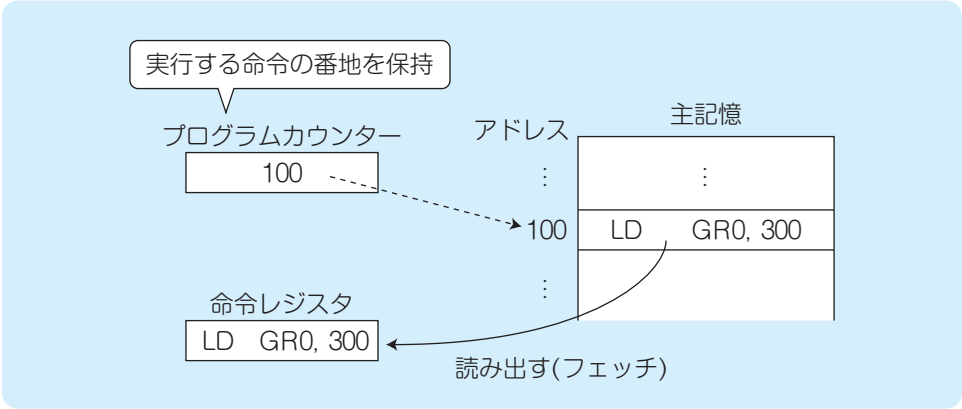 実行する命令の番地を保持
プログラムカウンター
100
アドレス
主記憶
⋮
⋮
100
LD GR0, 300
⋮
命令レジスタ
LD GR0, 300
読み出す(フェッチ)